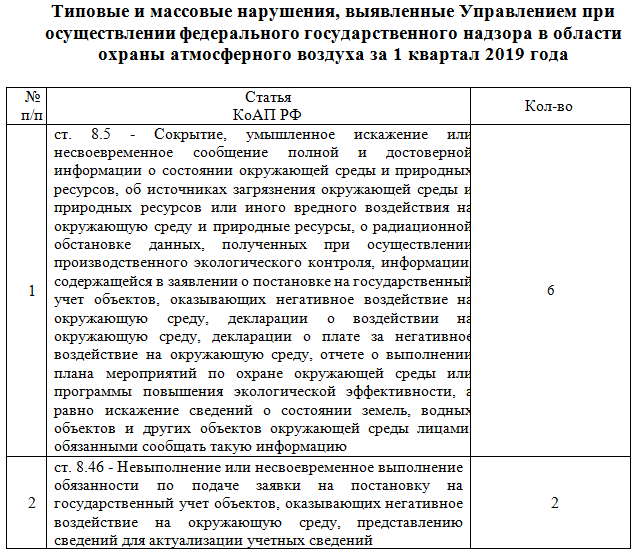 Типовые и массовые нарушения, выявленные Управлением при
осуществлении федерального государственного надзора в области
охраны атмосферного воздуха за 1 квартал 2019 года
№
п/п
Статья
КоАП РФ
Кол-во
1
ст. 8.5 - Сокрытие, умышленное искажение или
несвоевременное сообщение полной и достоверной
информации о состоянии окружающей среды и природных
ресурсов, об источниках загрязнения окружающей среды и
природных ресурсов или иного вредного воздействия на
окружающую среду и природные ресурсы, о радиационной
обстановке данных, полученных при осуществлении
производственного экологического контроля, информации,
содержащейся в заявлении о постановке на государственный
учет объектов, оказывающих негативное воздействие на
окружающую среду, декларации о воздействии на
окружающую среду, декларации о плате за негативное
воздействие на окружающую среду, отчете о выполнении
плана мероприятий по охране окружающей среды или
программы повышения экологической эффективности, а
равно искажение сведений о состоянии земель, водных
объектов и других объектов окружающей среды лицами,
обязанными сообщать такую информацию
6
2
ст. 8.46 - Невыполнение или несвоевременное выполнение
обязанности по подаче заявки на постановку на
государственный учет объектов, оказывающих негативное
воздействие на окружающую среду, представлению
сведений для актуализации учетных сведений
2